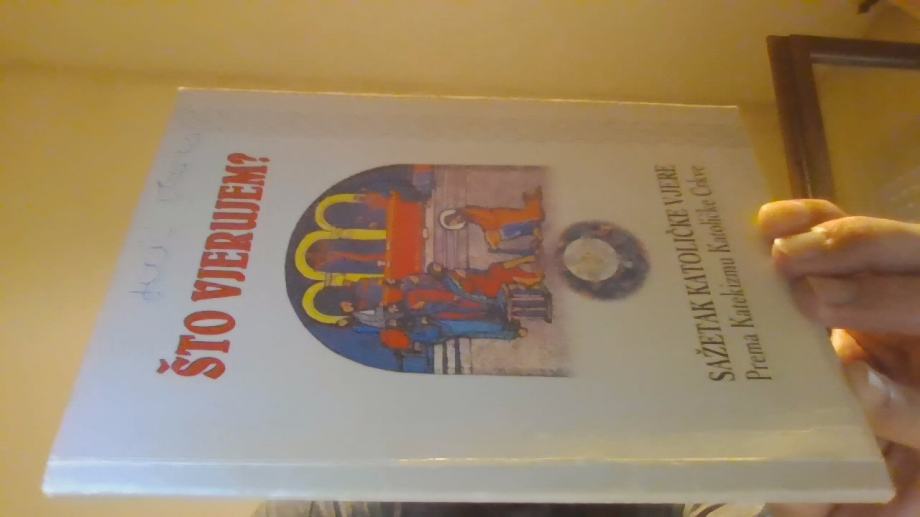 ŠTO VJERUJEM?
SAŽETAK KATOLIČKE VJERE
Prema Katekizmu Katoličke Crkve